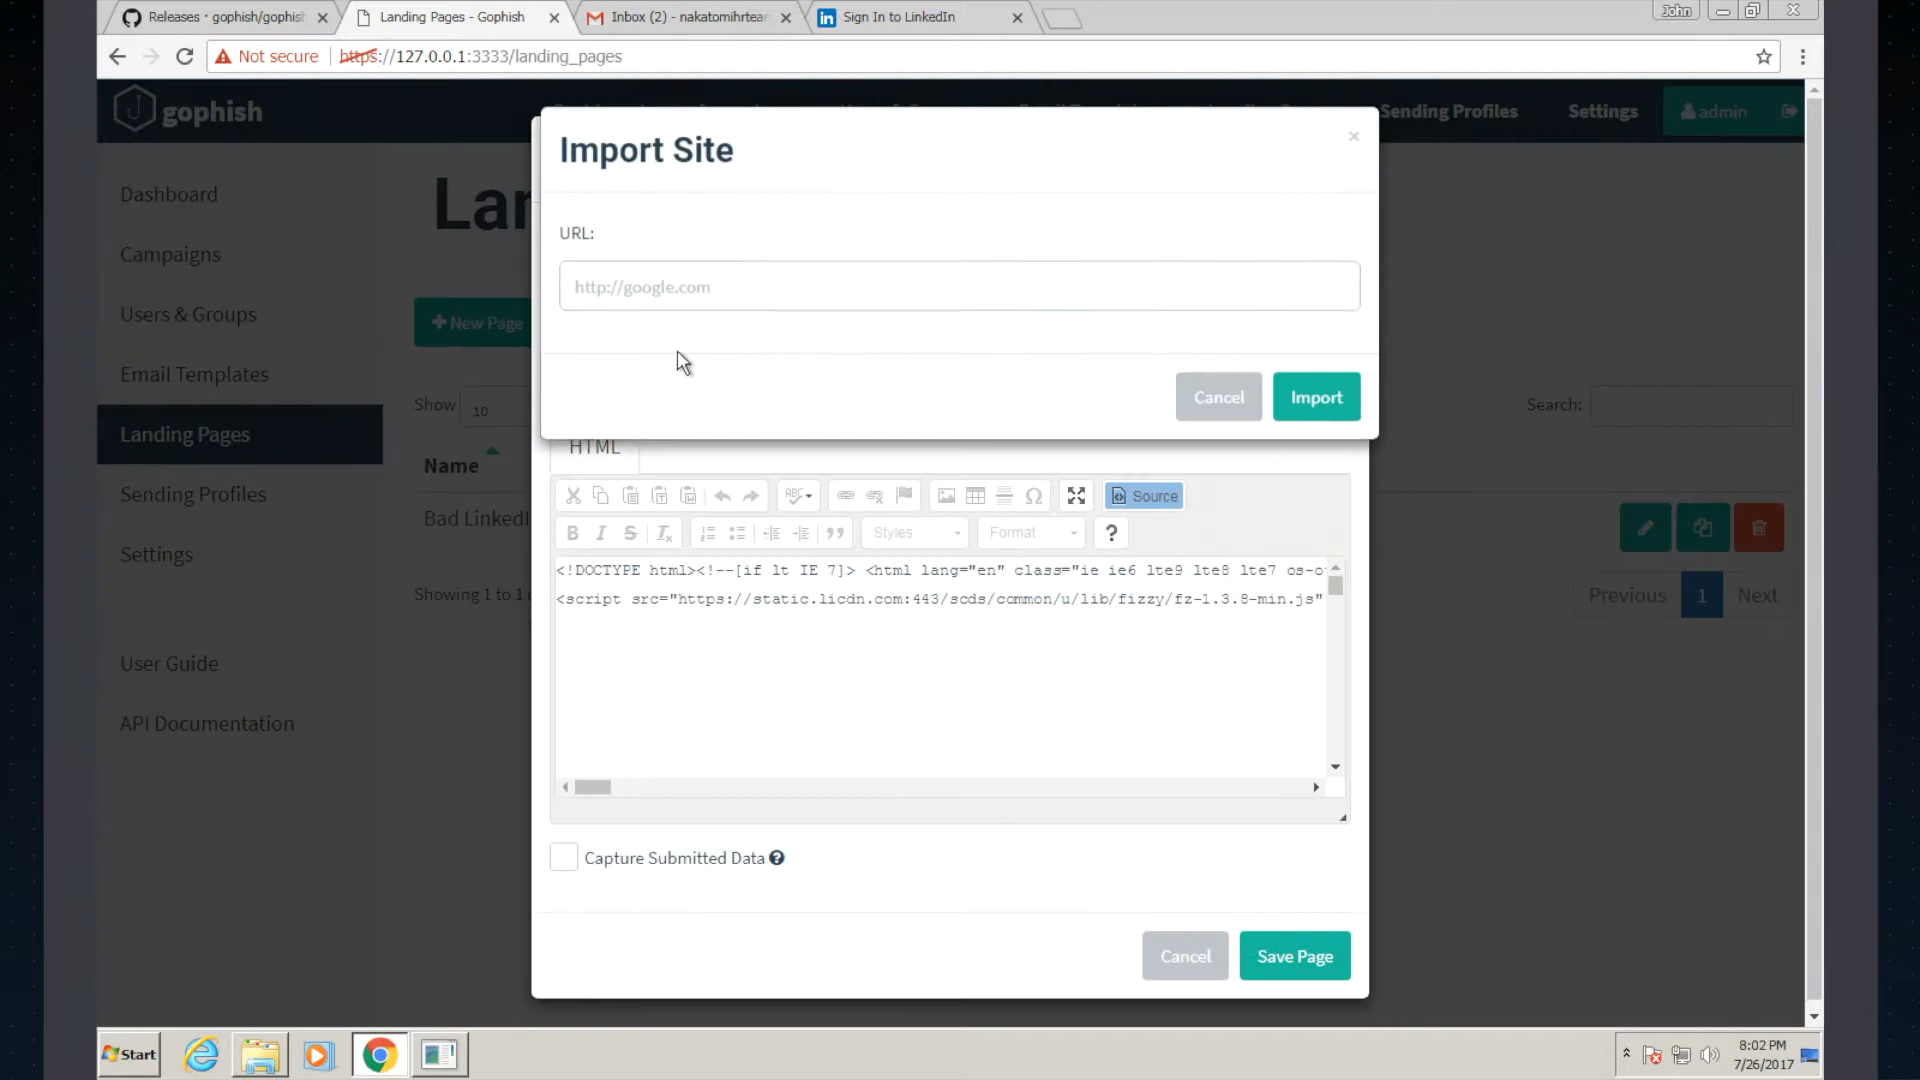 Releases · gophish/gophish
Landing Pages - Gophish
Inbox (2) - nakatomihrtean
Sign In to LinkedIn
John
Not secure
https://127.0.0.1:3333/landing_pages
gophish
Sending Profiles
Settings
admin
Import Site
×
Lan
Dashboard
Campaigns
Users & Groups
Email Templates
Landing Pages
Sending Profiles
Settings
User Guide
API Documentation
URL:
http://google.com
New Page
Cancel
Import
Show 10
Search:
Name
HTML
Source
Styles
Format
?
Bad LinkedI
<!DOCTYPE html><!--[if lt IE 7]> <html lang="en" class="ie ie6 lte9 lte8 lte7 os-o
<script src="https://static.licdn.com:443/scds/common/u/lib/fizzy/fz-1.3.8-min.js"
Showing 1 to 1
Previous
1
Next
Capture Submitted Data
Cancel
Save Page
Start
8:02 PM
7/26/2017